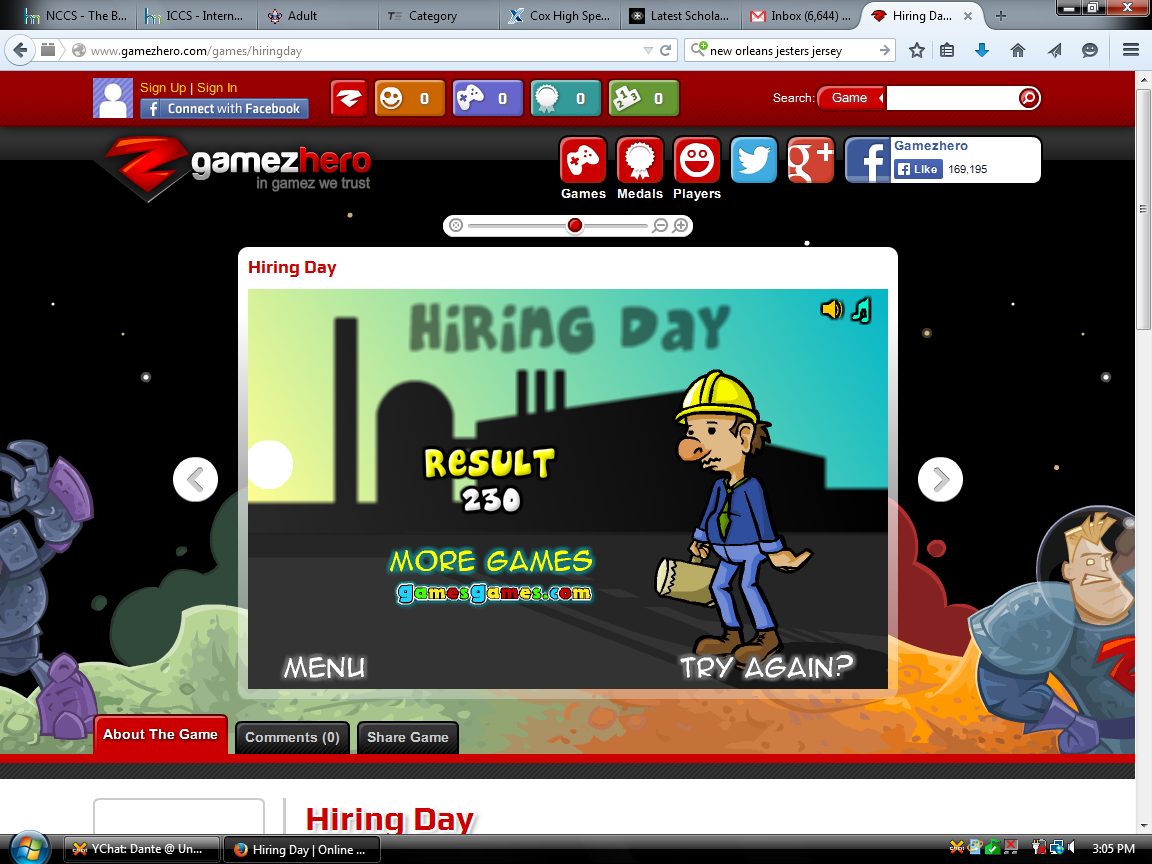 NCCS - The B...
ICCS - Intern...
Adult
Category
Cox High Spe...
Latest Schola...
Inbox (6,644) ...
Hiring Da...
www.gamezhero.com/games/hiringday
new orleans jesters jersey
Sign Up | Sign In
Connect with Facebook
0
0
0
0
Search:
Game
gamezhero
in gamez we trust
Games
Medals
Players
Gamezhero
Like
169,195
Hiring Day
HiRiNG DaY
ReSULT
230
MORE GAMES
gamesgames.com
MENU
TRY AGAIN?
About The Game
Comments (0)
Share Game
Hiring Day
YChat: Dante @ Un...
Hiring Day | Online ...
3:05 PM